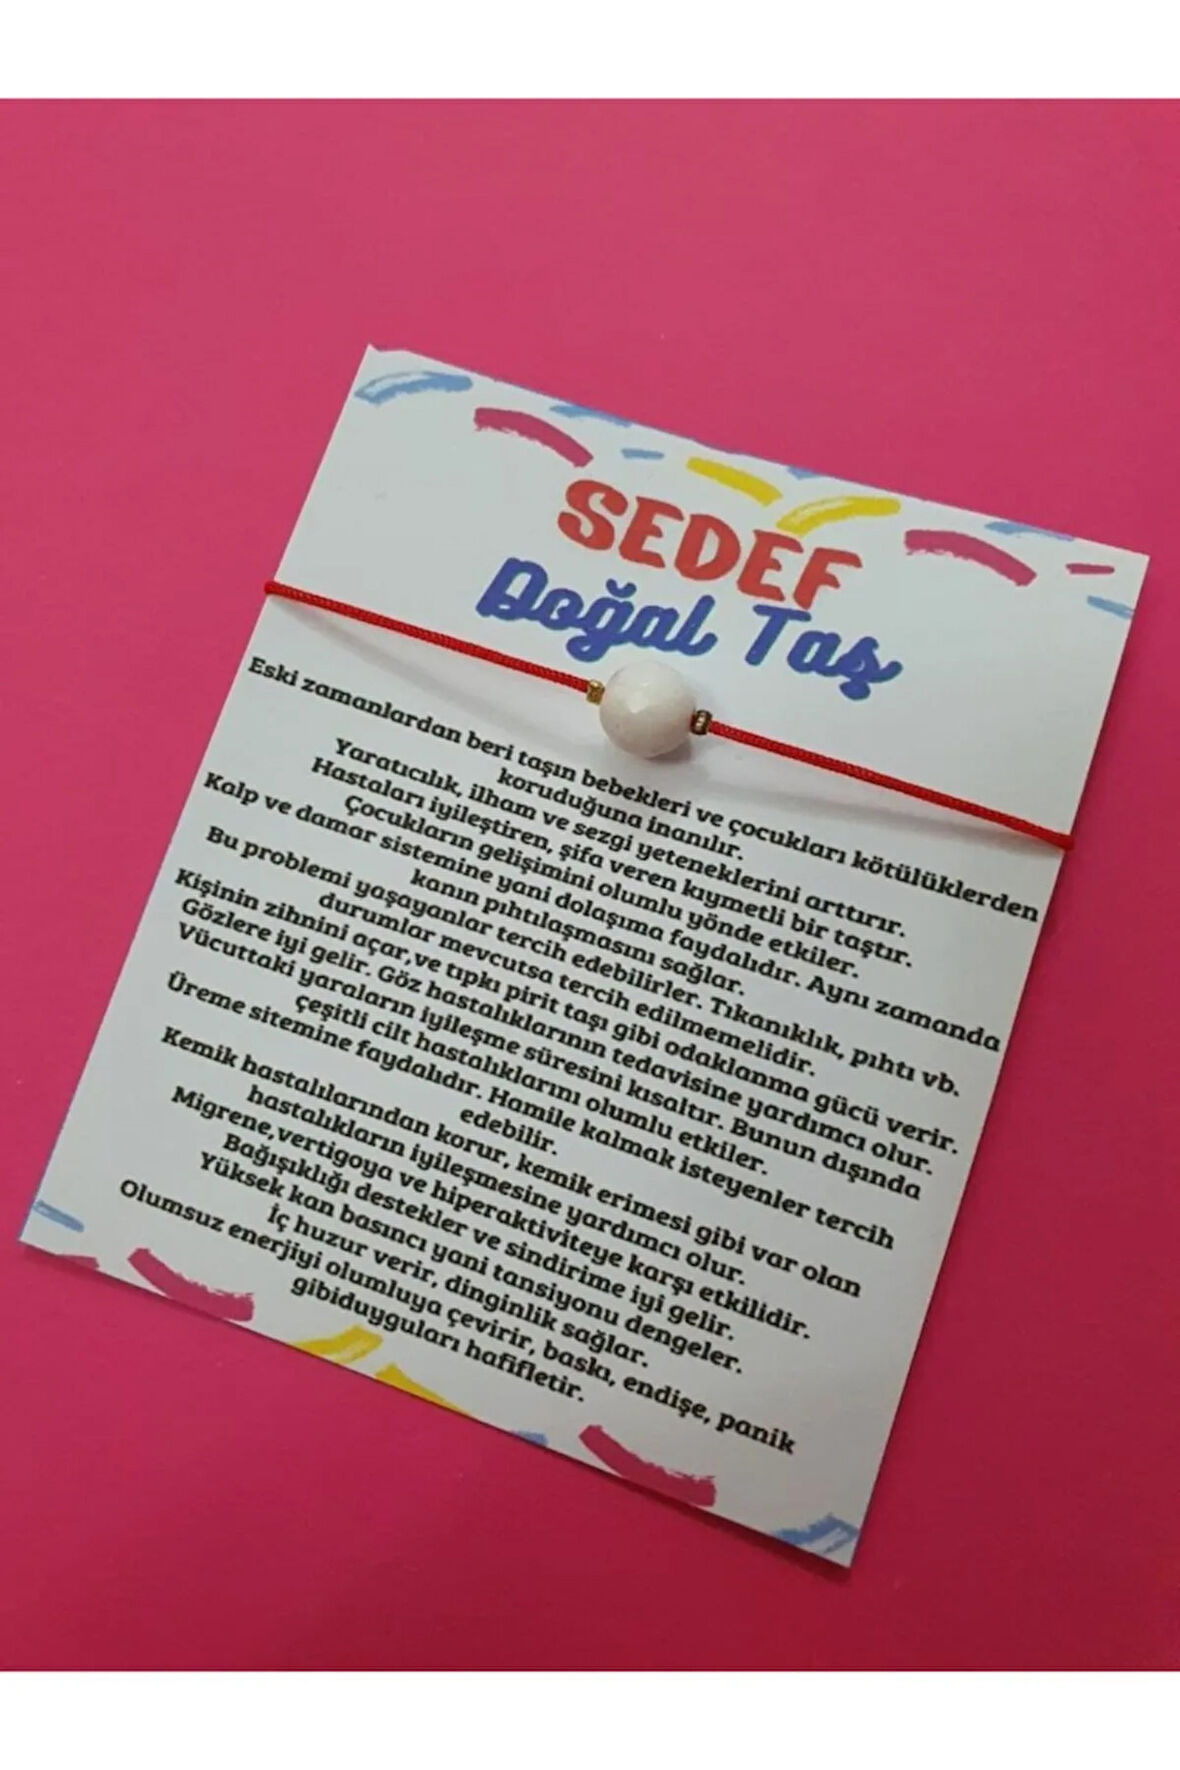 SEDEF
Doğal Taş
Eski zamanlardan beri taşın bebekleri ve çocukları kötülüklerden
koruduğuna inanılır.
Yaratıcılık, ilham ve sezgi yeteneklerini arttırır.
Hastaları iyileştiren, şifa veren kıymetli bir taştır.
Çocukların gelişimini olumlu yönde etkiler.
Kalp ve damar sistemine yani dolaşıma faydalıdır. Aynı zamanda
kanın pıhtılaşmasını sağlar.
Bu problemi yaşayanlar tercih edebilirler. Tıkanıklık, pıhtı vb.
durumlar mevcutsa tercih edilmemelidir.
Kişinin zihnini açar,ve tıpkı pirit taşı gibi odaklanma gücü verir.
Gözlere iyi gelir. Göz hastalıklarının tedavisine yardımcı olur.
Vücuttaki yaraların iyileşme süresini kısaltır. Bunun dışında
çeşitli cilt hastalıklarını olumlu etkiler.
Üreme sitemine faydalıdır. Hamile kalmak isteyenler tercih
edebilir.
Kemik hastalılarından korur, kemik erimesi gibi var olan
hastalıkların iyileşmesine yardımcı olur.
Migrene,vertigoya ve hiperaktiviteye karşı etkilidir.
Bağışıklığı destekler ve sindirime iyi gelir.
Yüksek kan basıncı yani tansiyonu dengeler.
İç huzur verir, dinginlik sağlar.
Olumsuz enerjiyi olumluya çevirir, baskı, endişe, panik
gibiduyguları hafifletir.